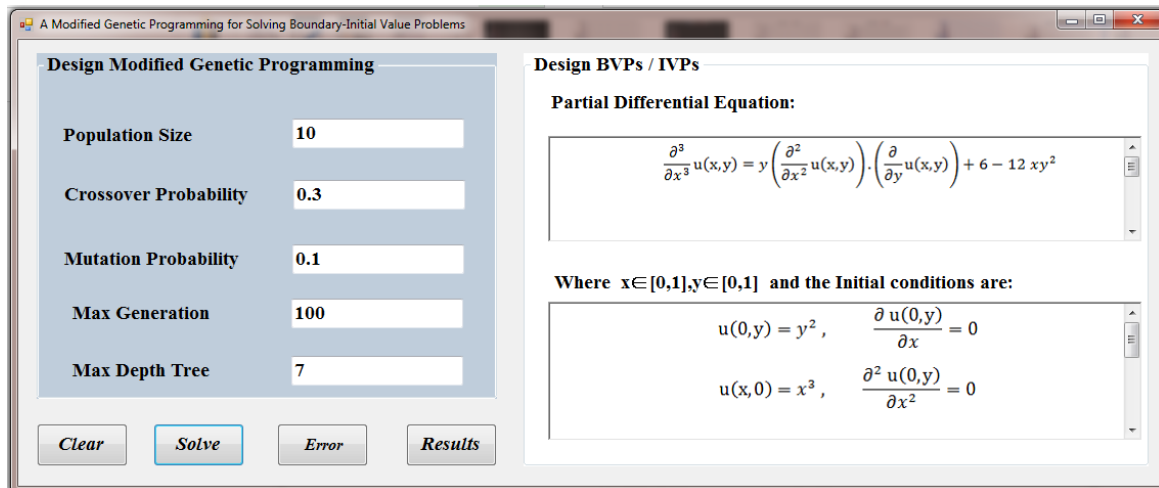 A Modified Genetic Programming for Solving Boundary-Initial Value Problems
Design Modified Genetic Programming
Population Size 10
Crossover Probability 0.3
Mutation Probability 0.1
Max Generation 100
Max Depth Tree 7
Clear Solve Error Results
Design BVPs / IVPs
Partial Differential Equation:
∂³/∂x³ u(x,y) = y(∂²/∂x² u(x,y)).(∂/∂y u(x,y)) + 6 − 12 xy²
Where x∈[0,1],y∈[0,1] and the Initial conditions are:
u(0,y) = y² , ∂ u(0,y)/∂x = 0
u(x,0) = x³ , ∂² u(0,y)/∂x² = 0